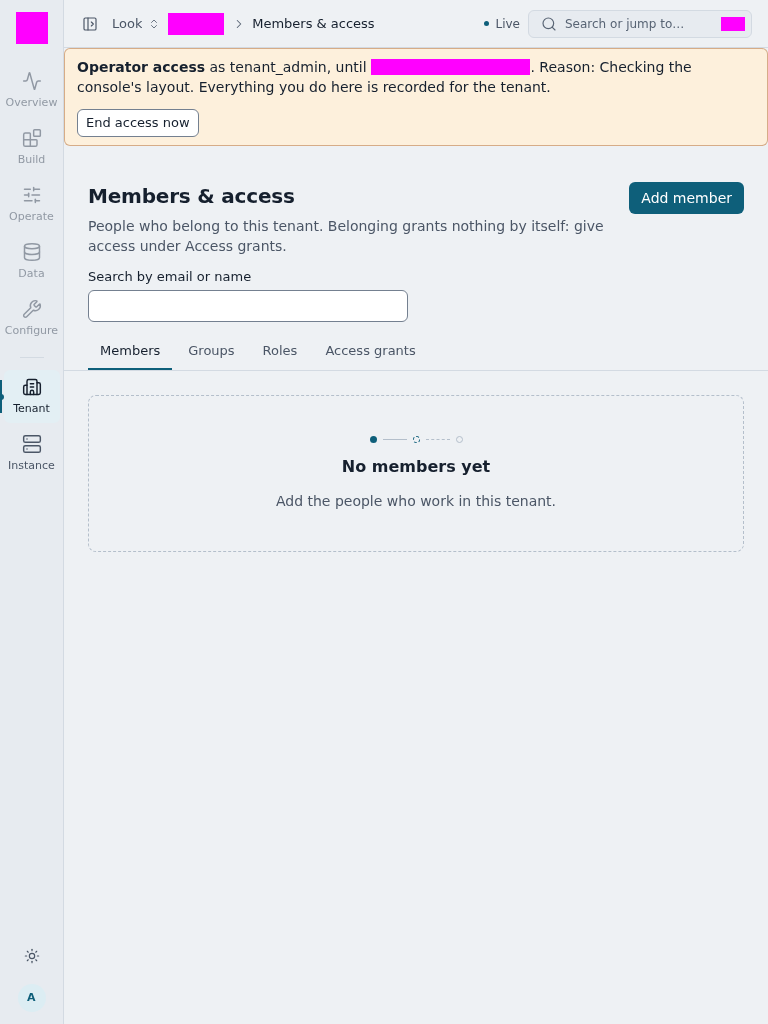 Look
Members & access
Live
Search or jump to…
Overview
Build
Operate
Data
Configure
Tenant
Instance
A
Operator access as tenant_admin, until . Reason: Checking the
console's layout. Everything you do here is recorded for the tenant.
End access now
Members & access
Add member
People who belong to this tenant. Belonging grants nothing by itself: give
access under Access grants.
Search by email or name
Members
Groups
Roles
Access grants
No members yet
Add the people who work in this tenant.